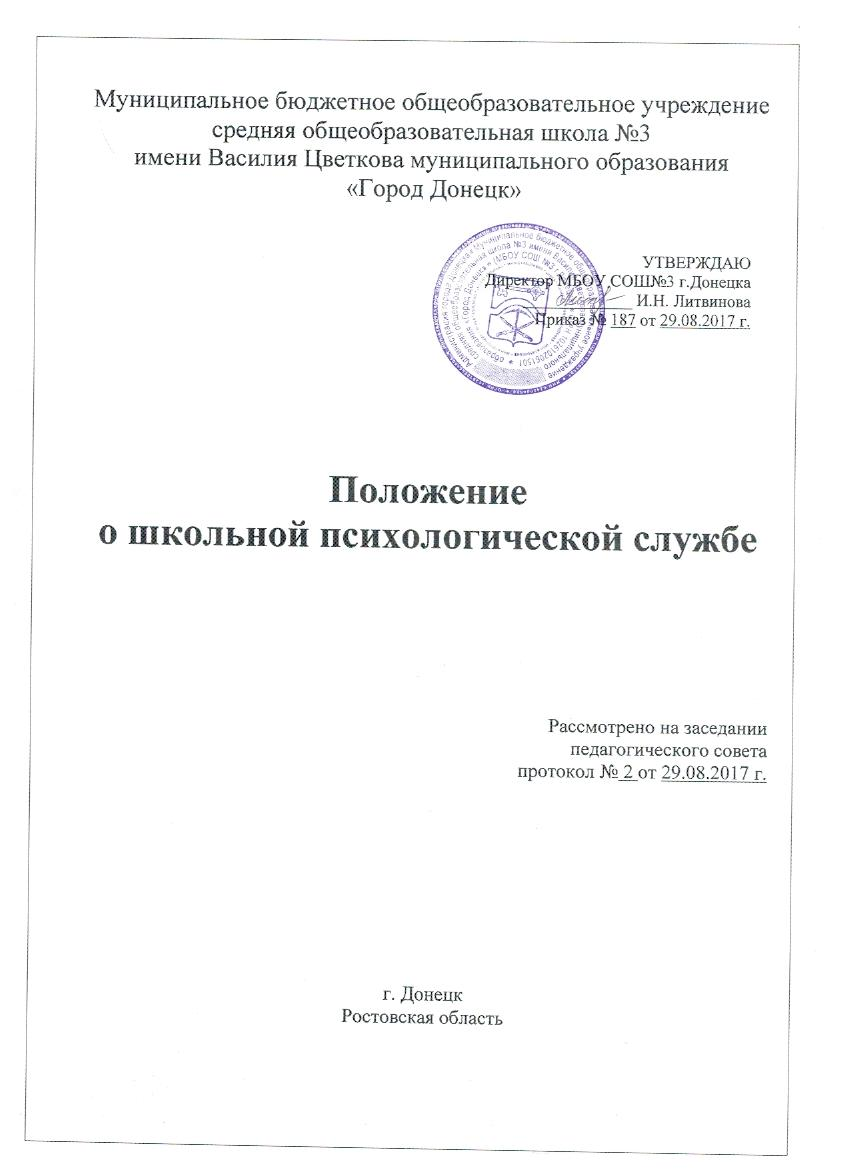 Муниципальное бюджетное общеобразовательное учреждение
средняя общеобразовательная школа №3
имени Василия Цветкова муниципального образования
«Город Донецк»
УТВЕРЖДАЮ
Директор МБОУ СОШ№3 г.Донецка
И.Н. Литвинова
Приказ № 187 от 29.08.2017 г.
Положение
о школьной психологической службе
Рассмотрено на заседании
педагогического совета
протокол № 2 от 29.08.2017 г.
г. Донецк
Ростовская область